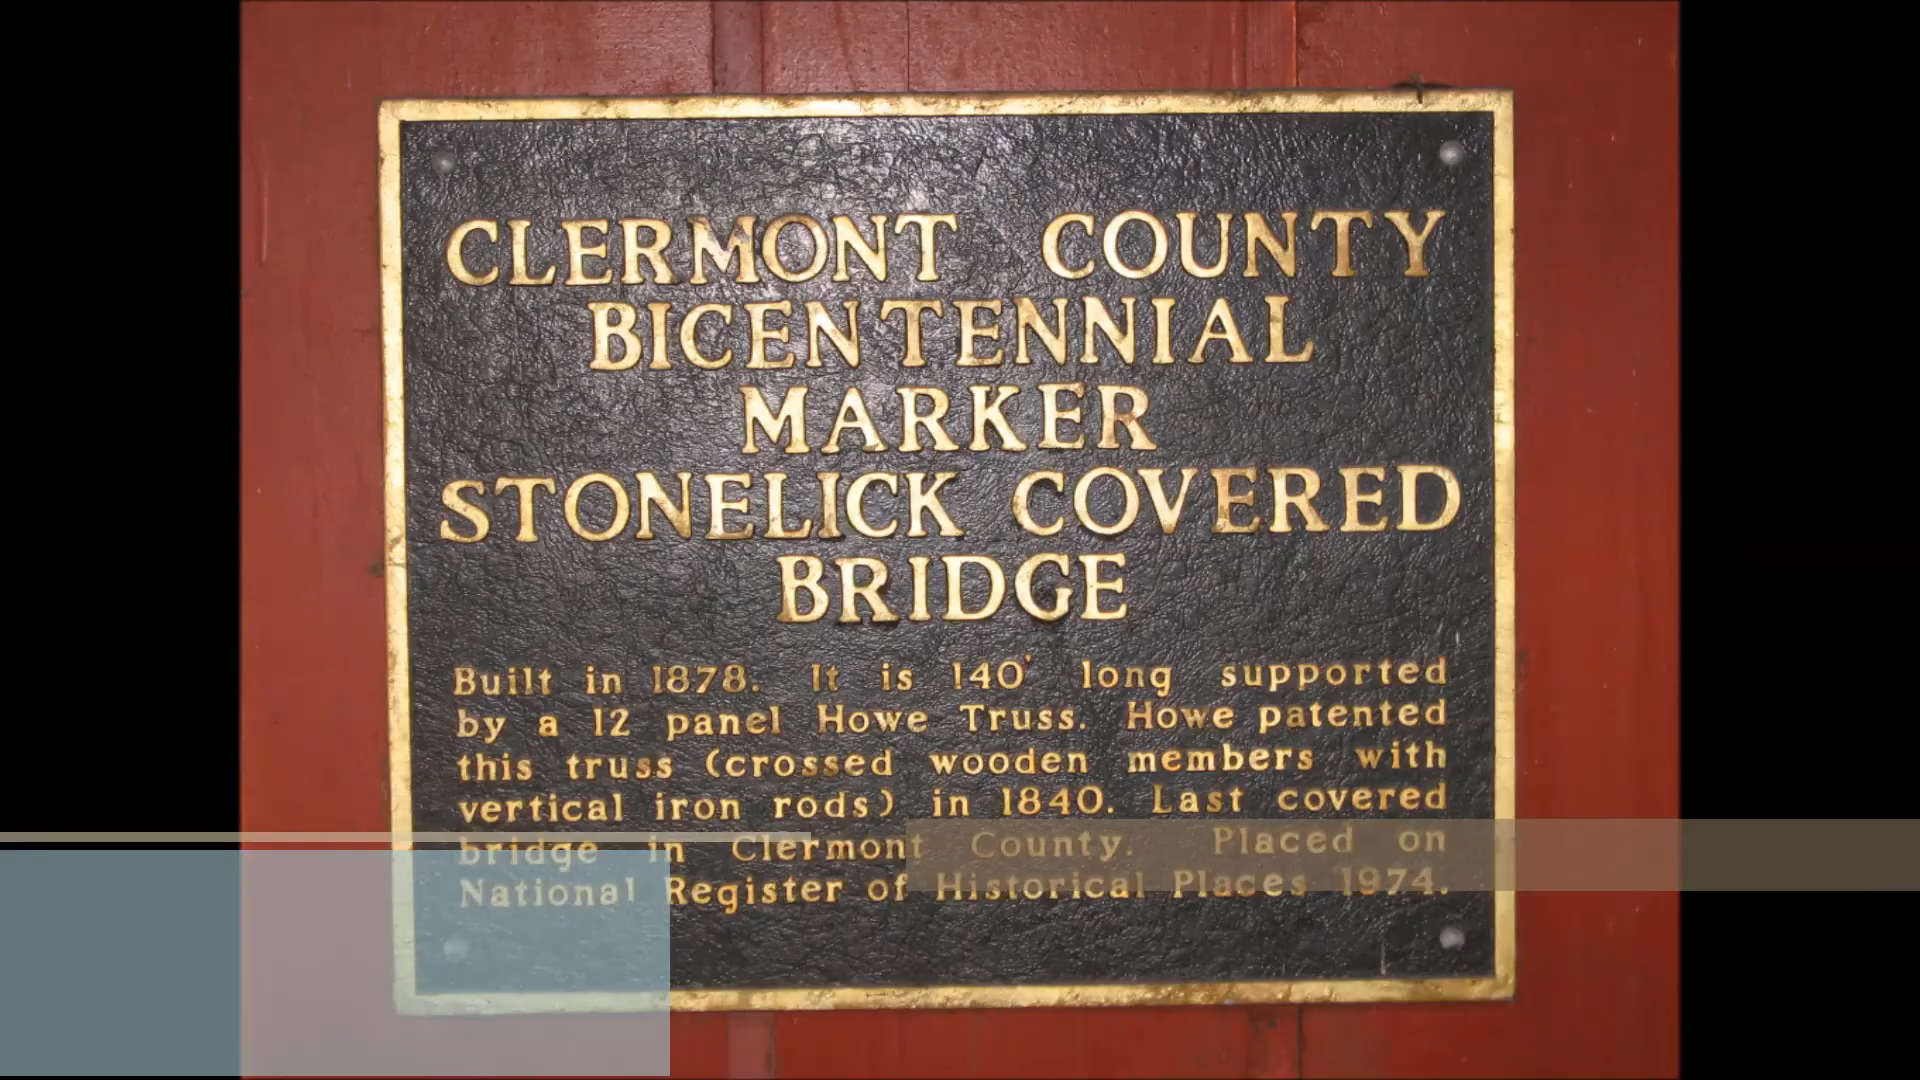 CLERMONT COUNTY
BICENTENNIAL
MARKER
STONELICK COVERED
BRIDGE
Built in 1878. It is 140' long supported
by a 12 panel Howe Truss. Howe patented
this truss (crossed wooden members with
vertical iron rods) in 1840. Last covered
bridge in Clermont County. Placed on
National Register of Historical Places 1974.